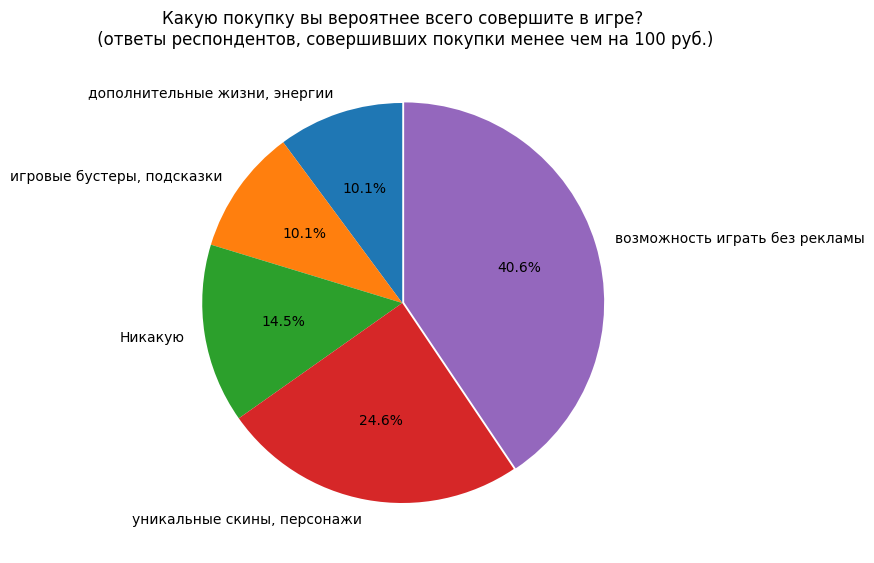 Какую покупку вы вероятнее всего совершите в игре?
(ответы респондентов, совершивших покупки менее чем на 100 руб.)
дополнительные жизни, энергии
10.1%
игровые бустеры, подсказки
10.1%
возможность играть без рекламы
40.6%
14.5%
Никакую
24.6%
уникальные скины, персонажи